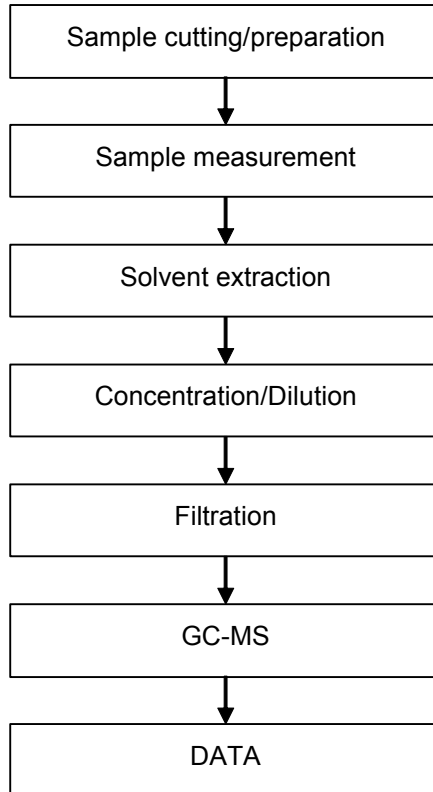 Sample cutting/preparation
Sample measurement
Solvent extraction
Concentration/Dilution
Filtration
GC-MS
DATA